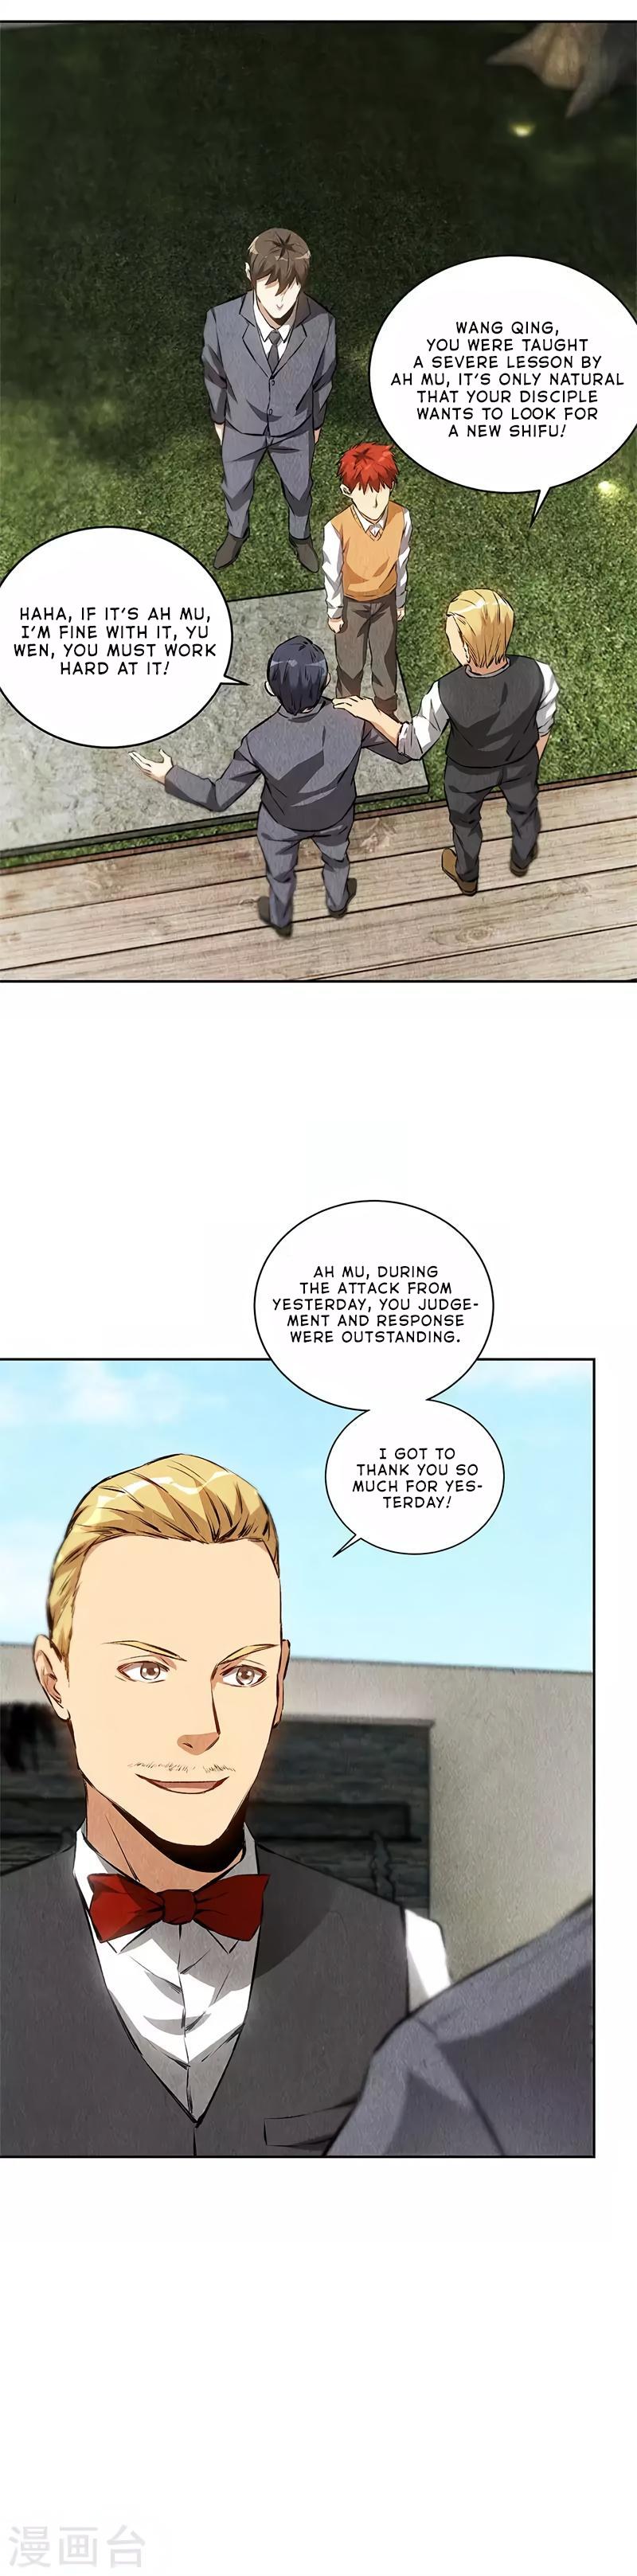 WANG QING,
YOU WERE TAUGHT
A SEVERE LESSON BY
AH MU, IT'S ONLY NATURAL
THAT YOUR DISCIPLE
WANTS TO LOOK FOR
A NEW SHIFU!
HAHA, IF IT'S AH MU,
I'M FINE WITH IT, YU
WEN, YOU MUST WORK
HARD AT IT!
AH MU, DURING
THE ATTACK FROM
YESTERDAY, YOU JUDGE-
MENT AND RESPONSE
WERE OUTSTANDING.
I GOT TO
THANK YOU SO
MUCH FOR YES-
TERDAY!
漫画台